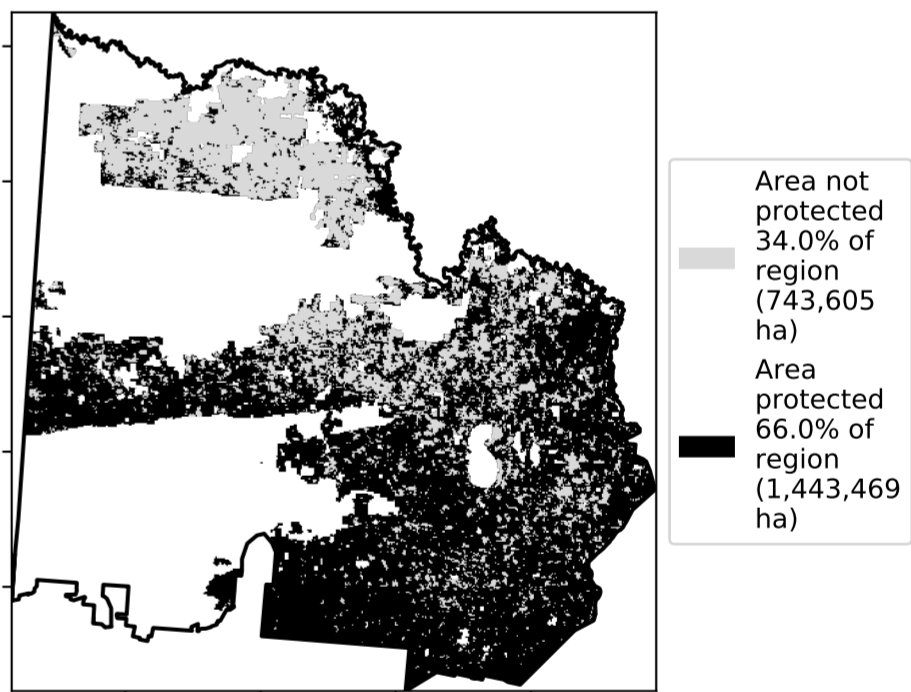 Area not
protected
34.0% of
region
(743,605
ha)
Area
protected
66.0% of
region
(1,443,469
ha)